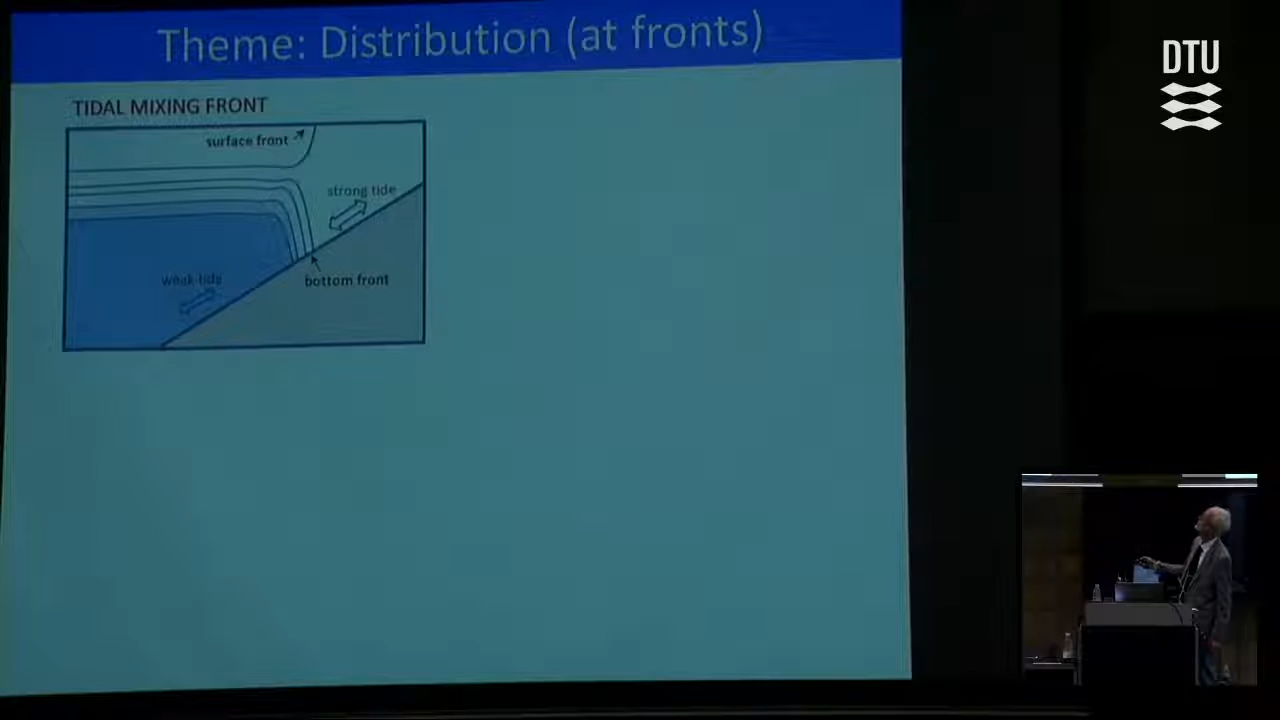 Theme: Distribution (at fronts)
DTU
TIDAL MIXING FRONT
surface front
strong tide
weak tide
bottom front